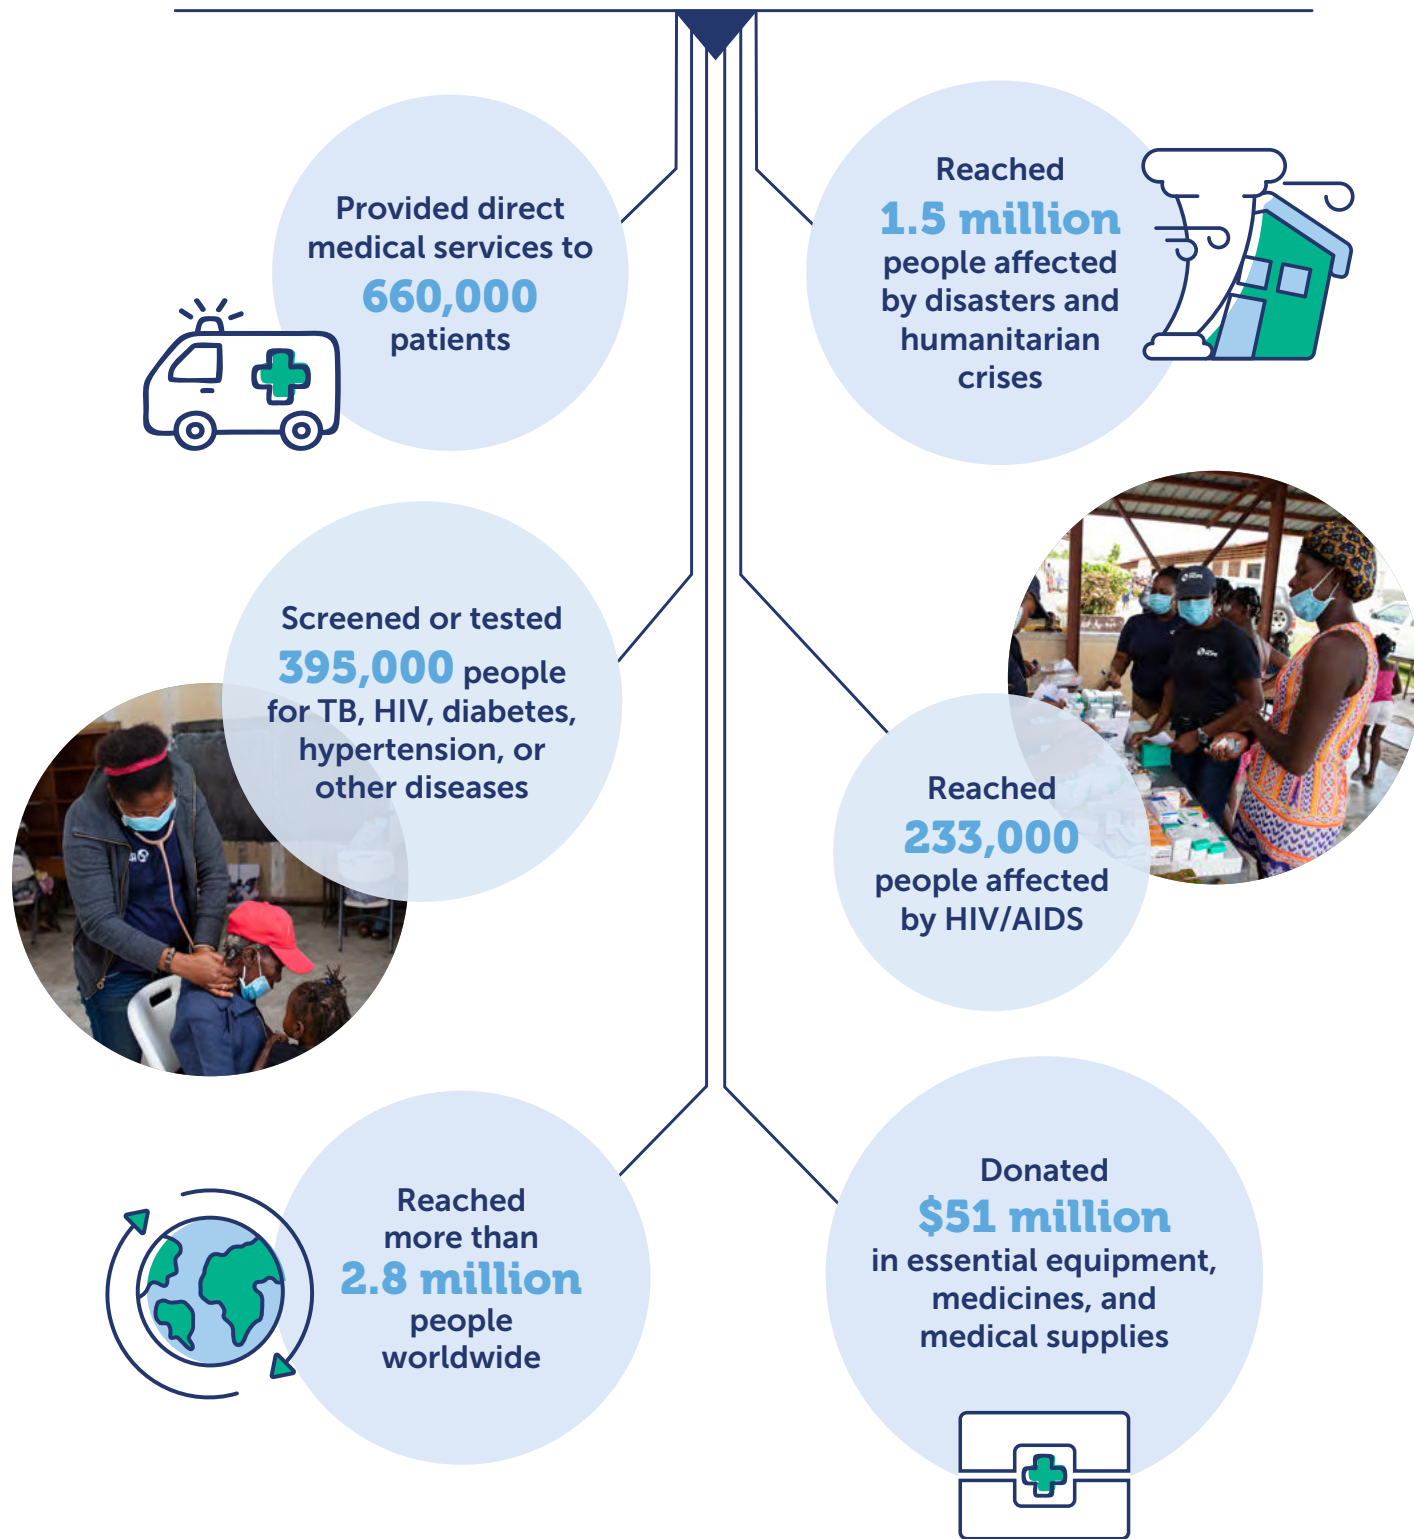 Provided direct
medical services to
660,000
patients
Reached
1.5 million
people affected
by disasters and
humanitarian
crises
Screened or tested
395,000 people
for TB, HIV, diabetes,
hypertension, or
other diseases
Reached
233,000
people affected
by HIV/AIDS
Reached
more than
2.8 million
people
worldwide
Donated
$51 million
in essential equipment,
medicines, and
medical supplies
HOPE